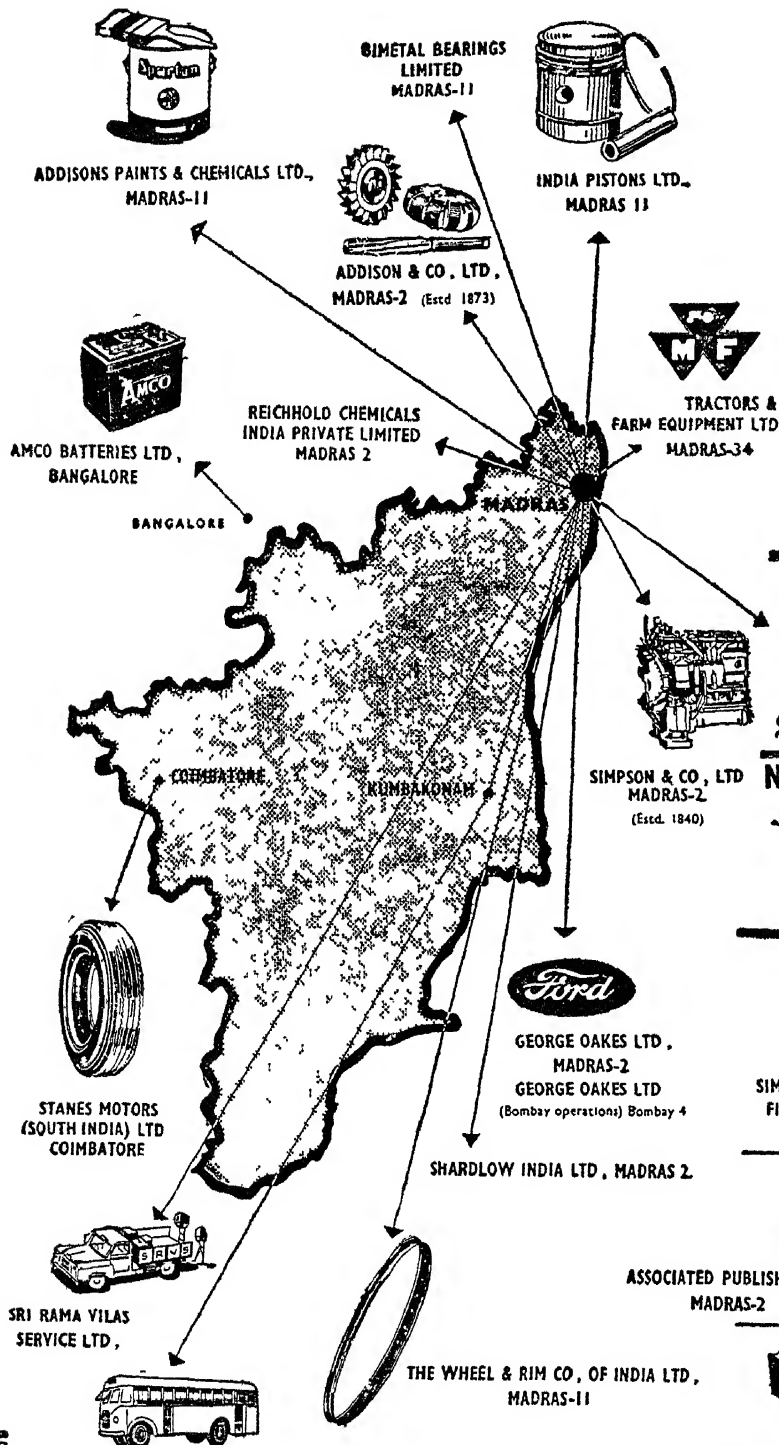 Spartan
ADDISONS PAINTS & CHEMICALS LTD.,
MADRAS-11
BIMETAL BEARINGS
LIMITED
MADRAS-11
INDIA PISTONS LTD.,
MADRAS 11
ADDISON & CO, LTD,
MADRAS-2 (Estd 1873)
M F
TRACTORS &
FARM EQUIPMENT LTD
MADRAS-34
AMCO
AMCO BATTERIES LTD,
BANGALORE
REICHHOLD CHEMICALS
INDIA PRIVATE LIMITED
MADRAS 2
BANGALORE
MADRAS
SIMPSON & CO, LTD
MADRAS-2
(Estd. 1840)
COIMBATORE
KUMBAKONAM
STANES MOTORS
(SOUTH INDIA) LTD
COIMBATORE
Ford
GEORGE OAKES LTD,
MADRAS-2
GEORGE OAKES LTD
(Bombay operations) Bombay 4
SHARDLOW INDIA LTD, MADRAS 2
SRVS
SRI RAMA VILAS
SERVICE LTD,
ASSOCIATED PUBLISH
MADRAS-2
THE WHEEL & RIM CO, OF INDIA LTD,
MADRAS-11